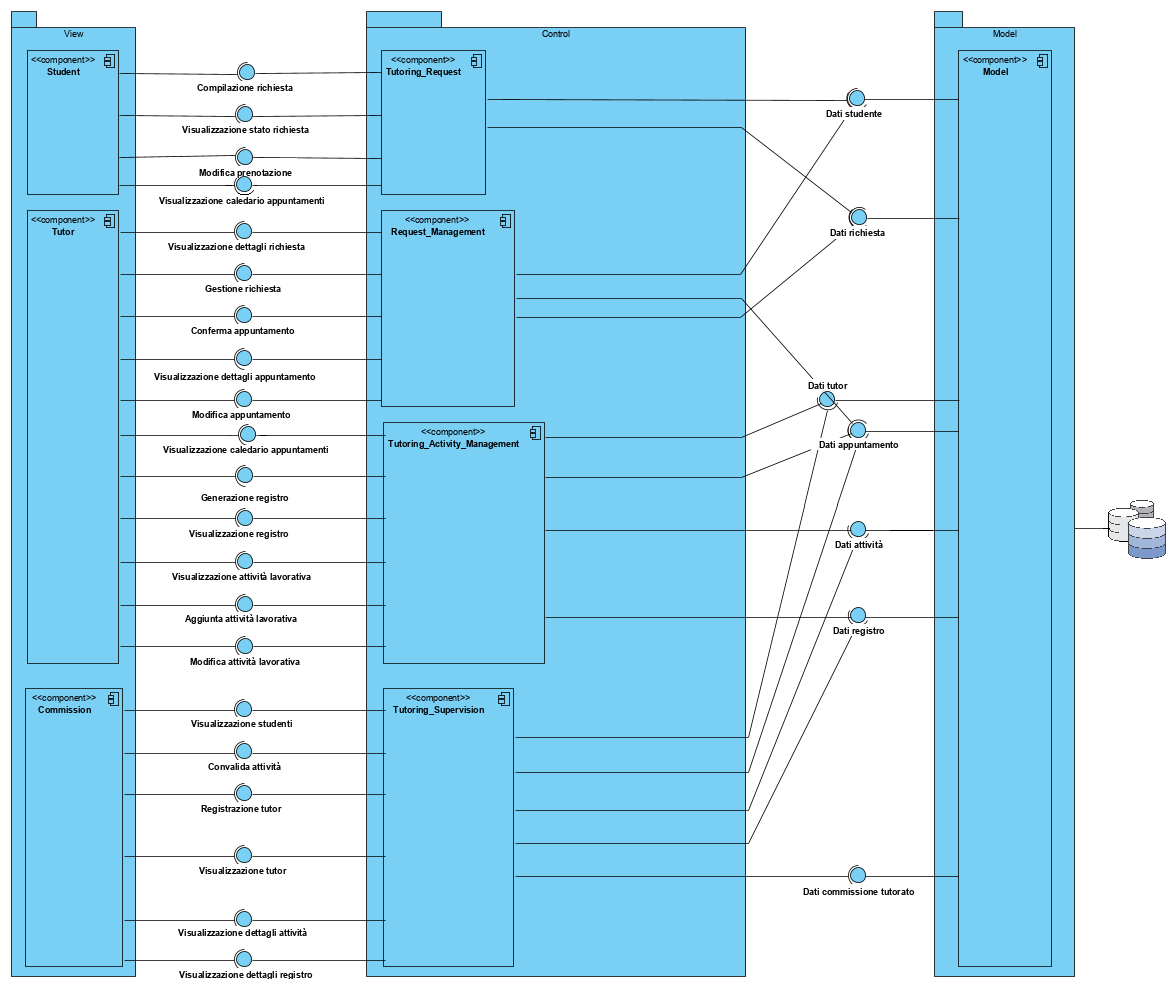 View
Control
Model
<<component>>
Student
Compilazione richiesta
Visualizzazione stato richiesta
Modifica prenotazione
Visualizzazione caledario appuntamenti
<<component>>
Tutoring_Request
<<component>>
Model
Dati studente
<<component>>
Tutor
Visualizzazione dettagli richiesta
Gestione richiesta
Conferma appuntamento
Visualizzazione dettagli appuntamento
Modifica appuntamento
Visualizzazione caledario appuntamenti
Generazione registro
Visualizzazione registro
Visualizzazione attività lavorativa
Aggiunta attività lavorativa
Modifica attività lavorativa
<<component>>
Request_Management
Dati richiesta
Dati tutor
Dati appuntamento
<<component>>
Tutoring_Activity_Management
Dati attività
Dati registro
<<component>>
Commission
Visualizzazione studenti
Convalida attività
Registrazione tutor
Visualizzazione tutor
Visualizzazione dettagli attività
Visualizzazione dettagli registro
<<component>>
Tutoring_Supervision
Dati commissione tutorato